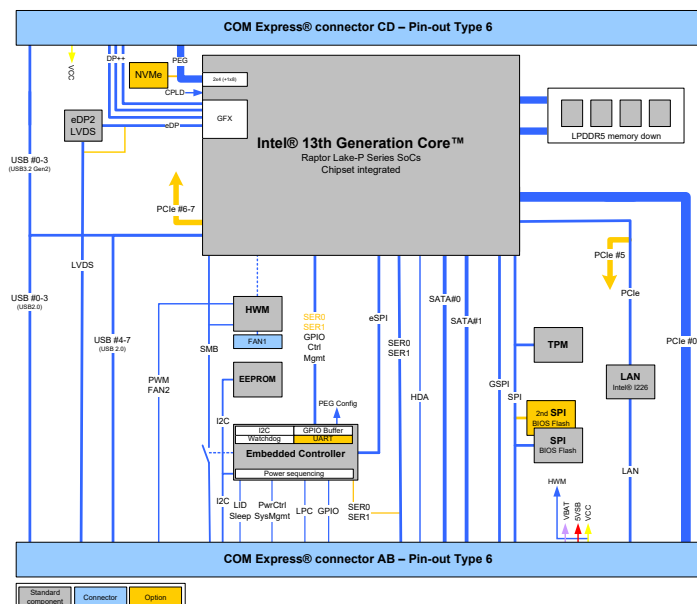 COM Express® connector CD – Pin-out Type 6
VCC
DP++
PEG
NVMe
CPLD
2x4 (+1x8)
GFX
eDP
eDP2
LVDS
Intel® 13th Generation Core™
Raptor Lake-P Series SoCs
Chipset integrated
LPDDR5 memory down
USB #0-3
(USB3.2 Gen2)
PCIe #6-7
PCIe #5
LVDS
PCIe
USB #0-3
(USB2.0)
USB #4-7
(USB 2.0)
SMB
HWM
FAN1
SER0
SER1
GPIO
Ctrl
Mgmt
eSPI
SER0
SER1
HDA
SATA#0
SATA#1
GSPI
SPI
TPM
PCIe #0
LAN
Intel® I226
PWM
FAN2
EEPROM
I2C
PEG Config
2nd SPI
BIOS Flash
SPI
BIOS Flash
I2C
GPIO Buffer
Watchdog
UART
Embedded Controller
Power sequencing
I2C
LID
Sleep
PwrCtrl
SysMgmt
LPC
GPIO
SER0
SER1
HWM
VBAT
5VSB
VCC
LAN
COM Express® connector AB – Pin-out Type 6
Standard
component
Connector
Option